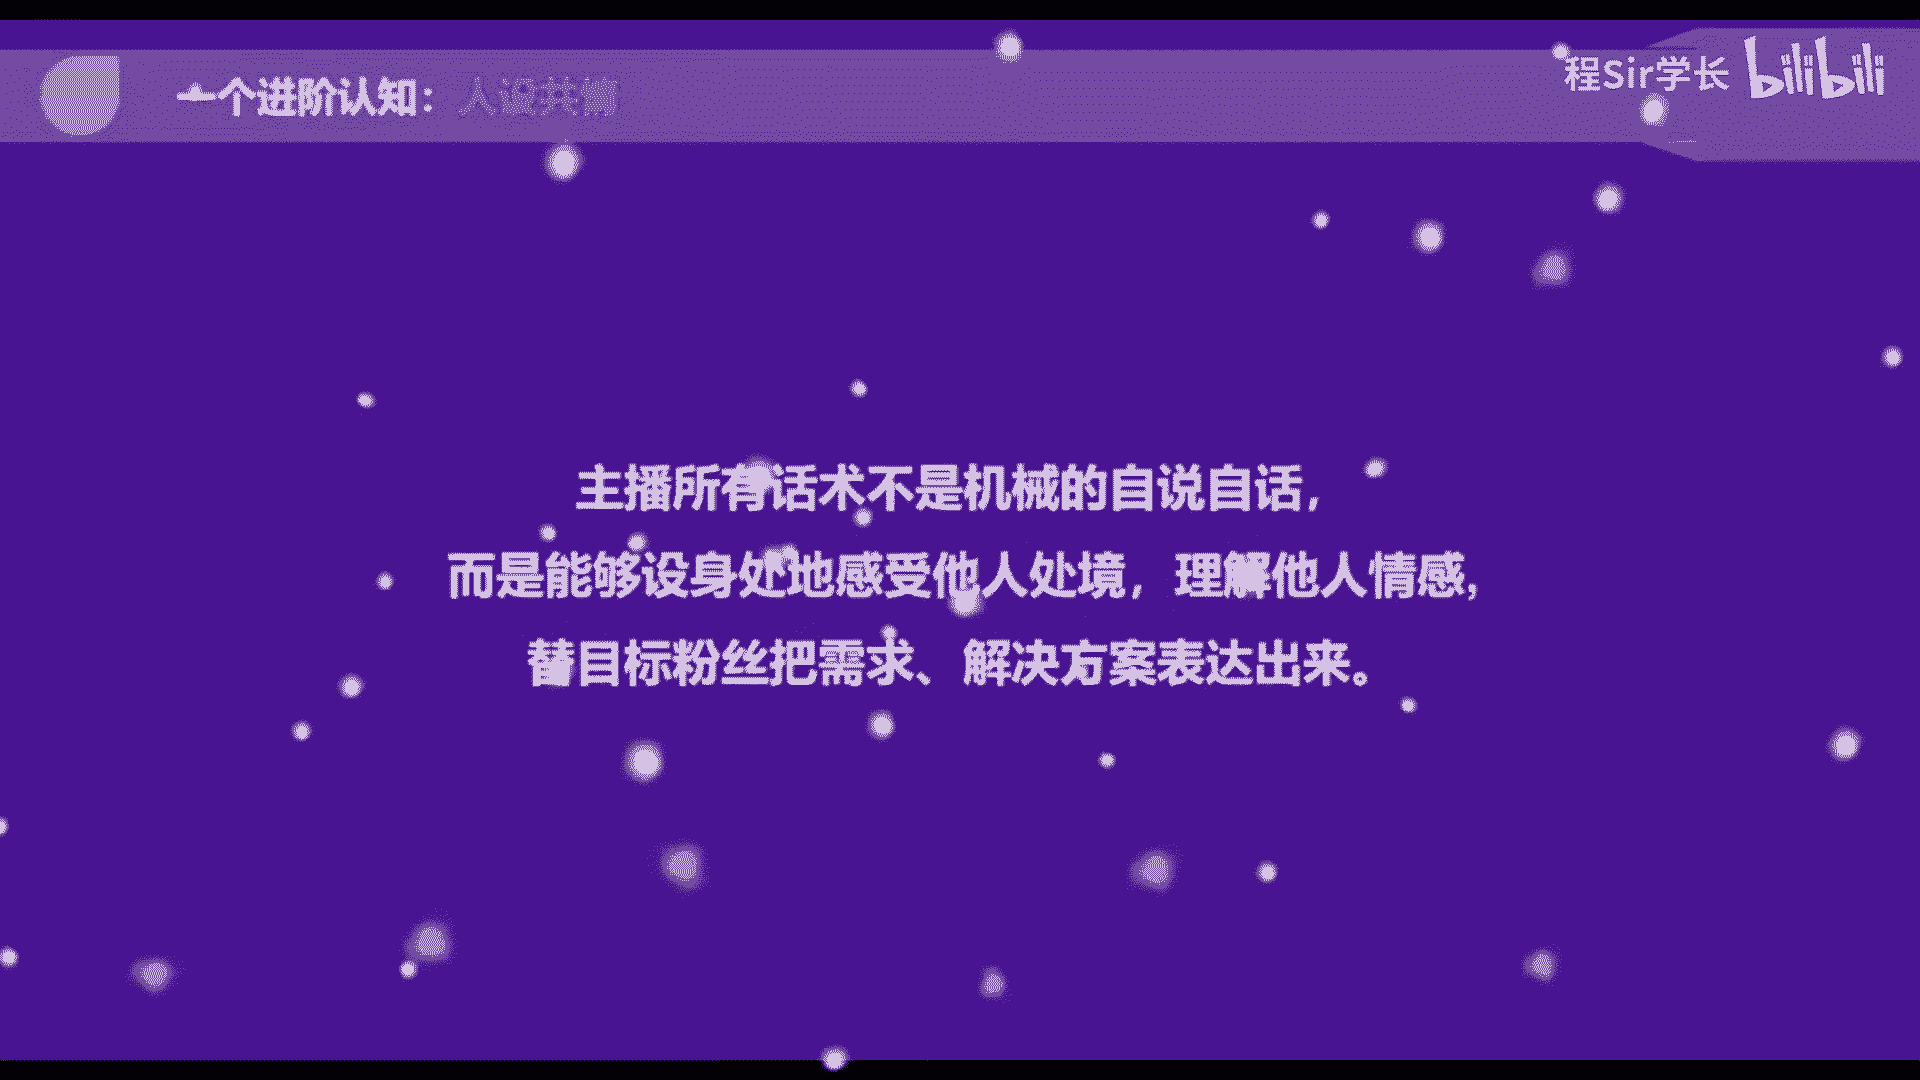 一个进阶认知：人设共情
程Sir学长 bilibili
主播所有话术不是机械的自说自话，
而是能够设身处地感受他人处境，理解他人情感，
替目标粉丝把需求、解决方案表达出来。